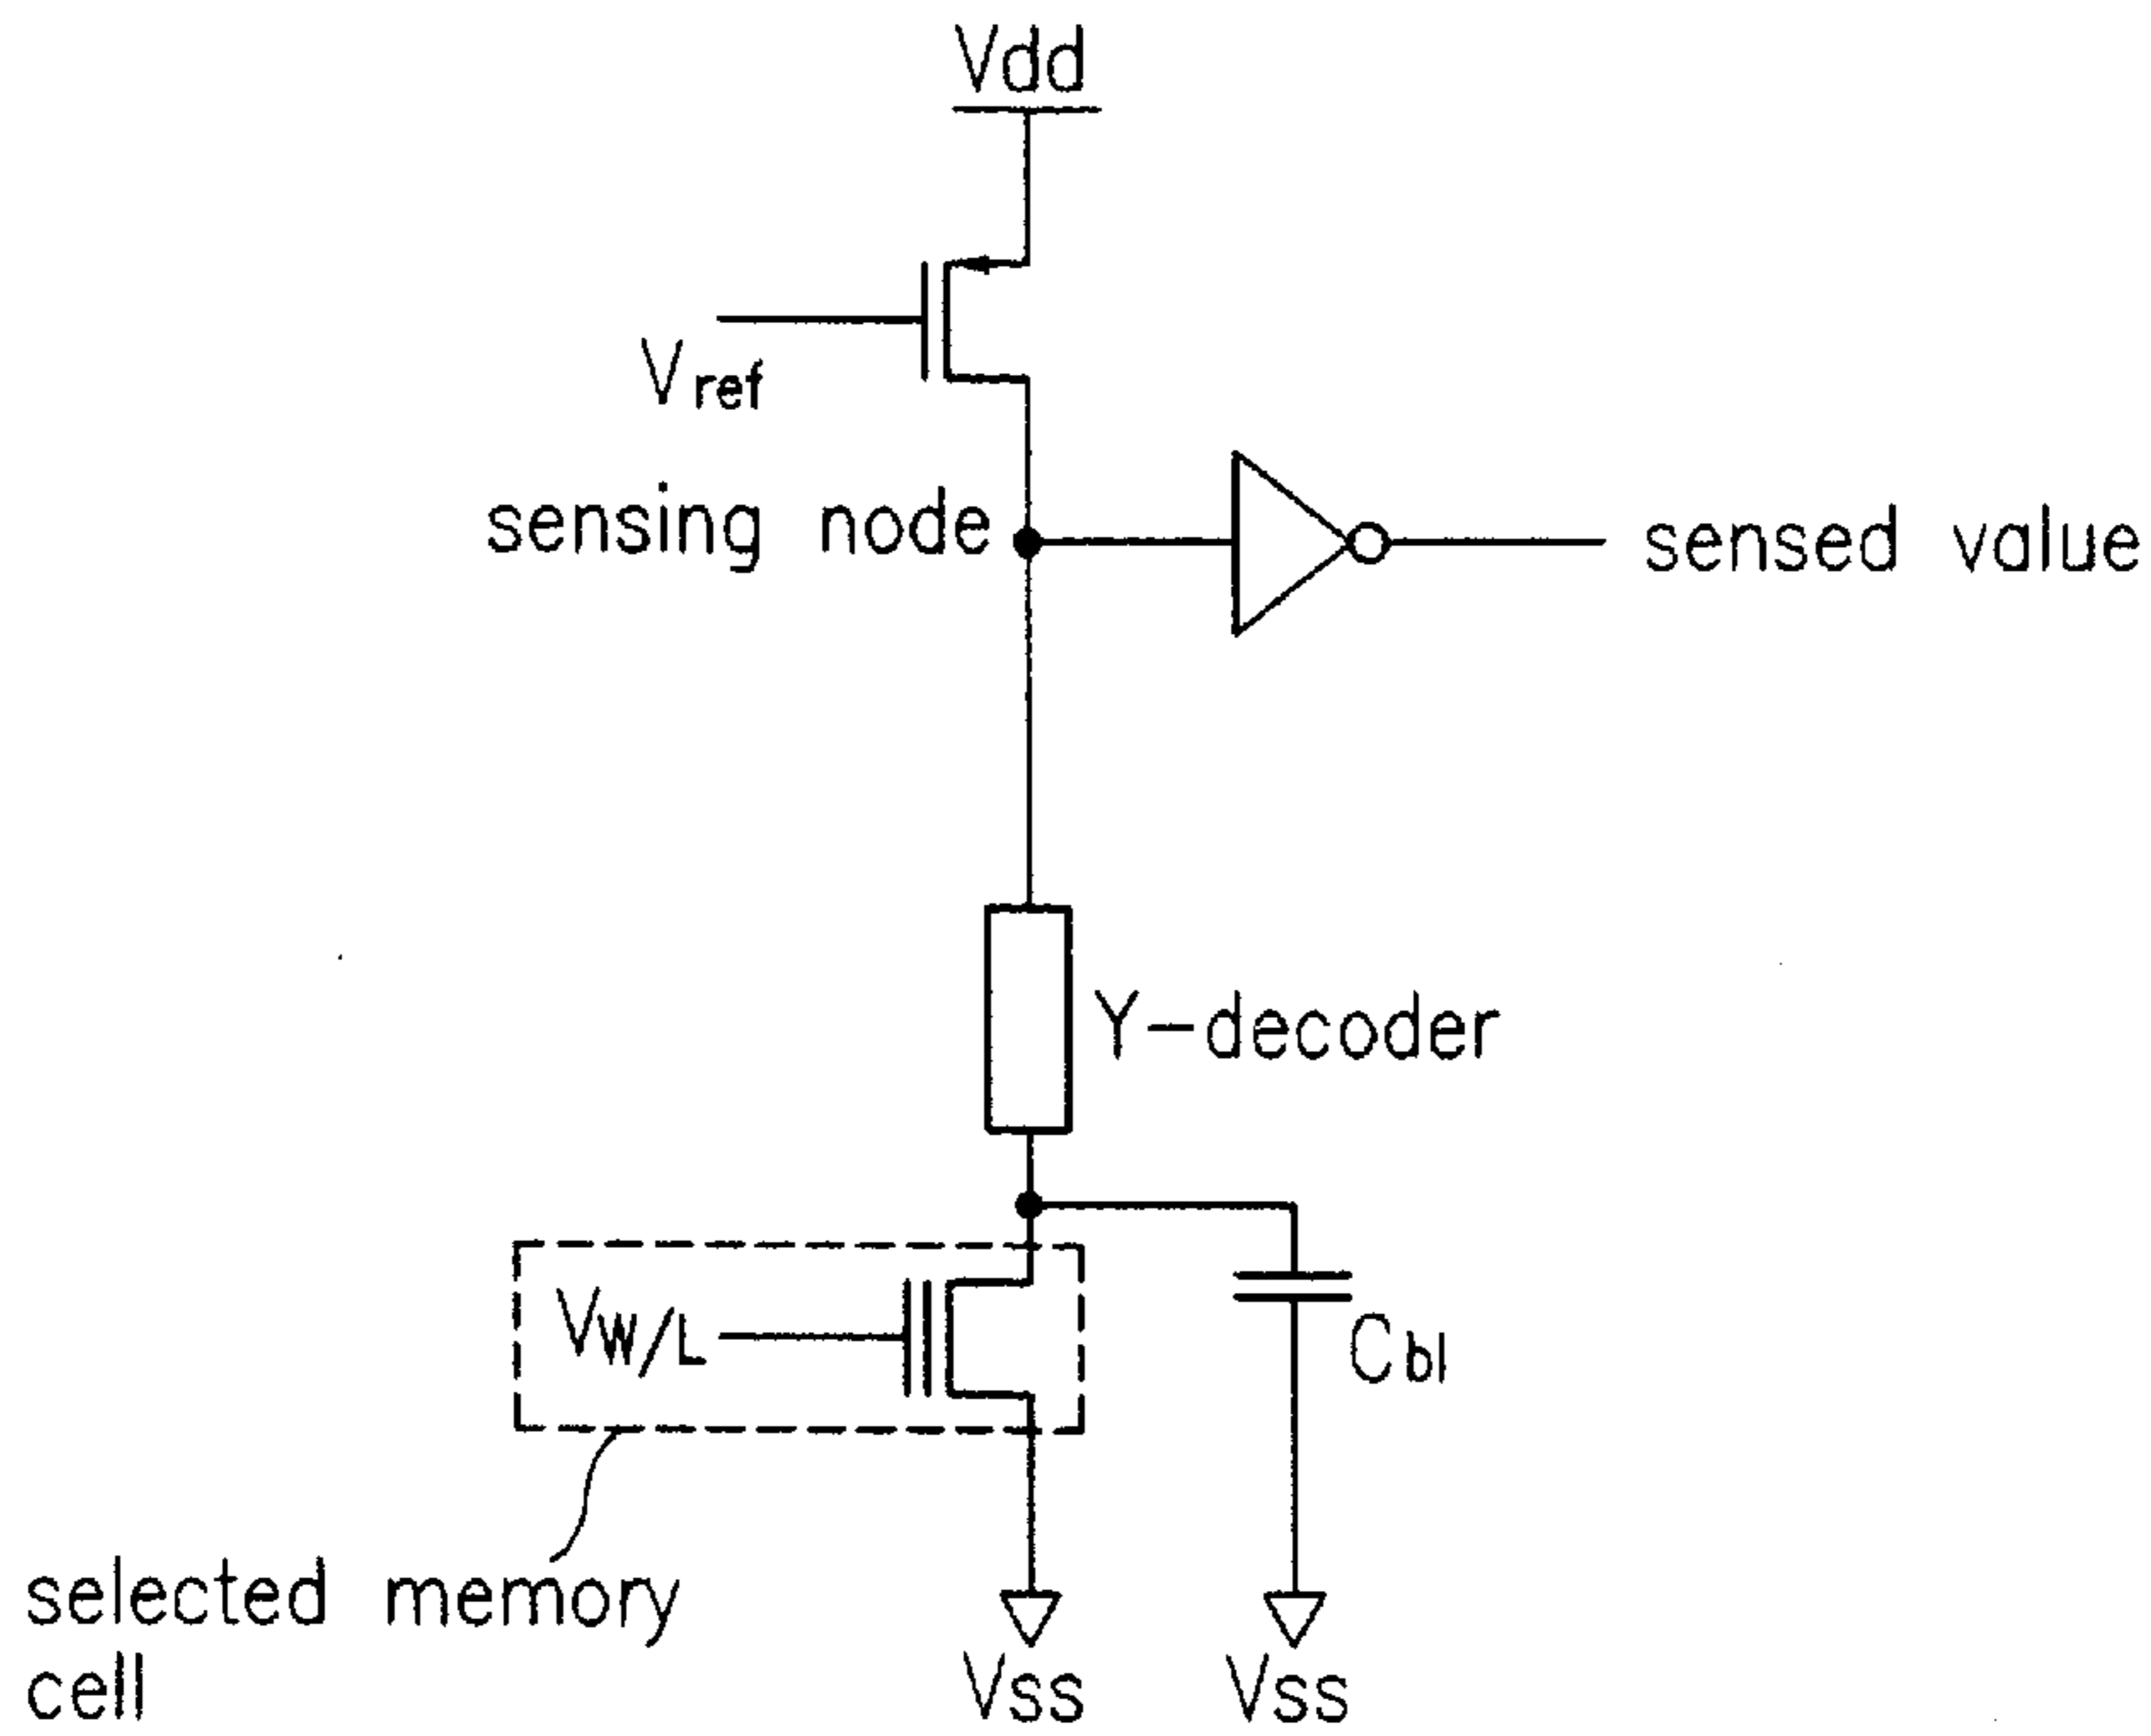 Vdd
Vref
sensing node
sensed value
Y-decoder
VW/L
Cbl
selected memory
cell
Vss
Vss